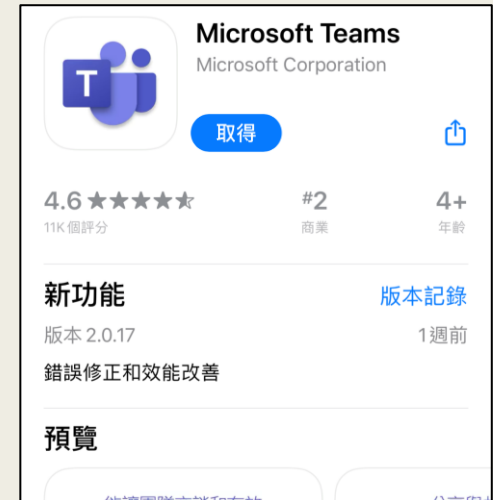 Microsoft Teams
Microsoft Corporation
T
取得
4.6 ★★★★⯪ #2 4+
11K 個評分 商業 年齡
新功能 版本記錄
版本 2.0.17 1 週前
錯誤修正和效能改善
預覽